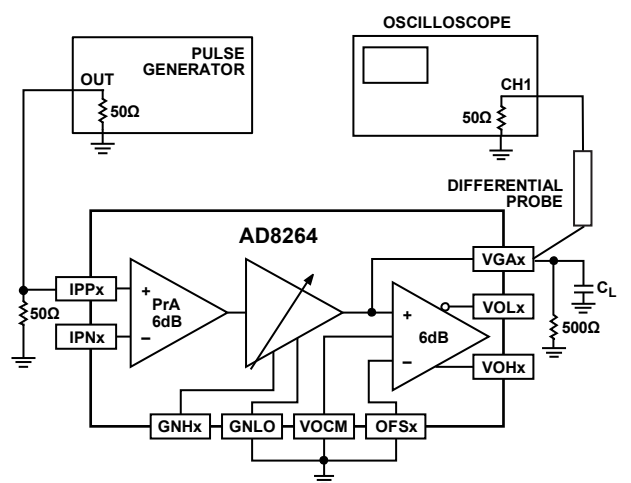 OSCILLOSCOPE
PULSE
GENERATOR
OUT
50Ω
CH1
50Ω
DIFFERENTIAL
PROBE
AD8264
VGAx
IPPx
PrA
6dB
+
−
50Ω
IPNx
+
6dB
−
VOLx
CL
500Ω
VOHx
GNHx
GNLO
VOCM
OFSx